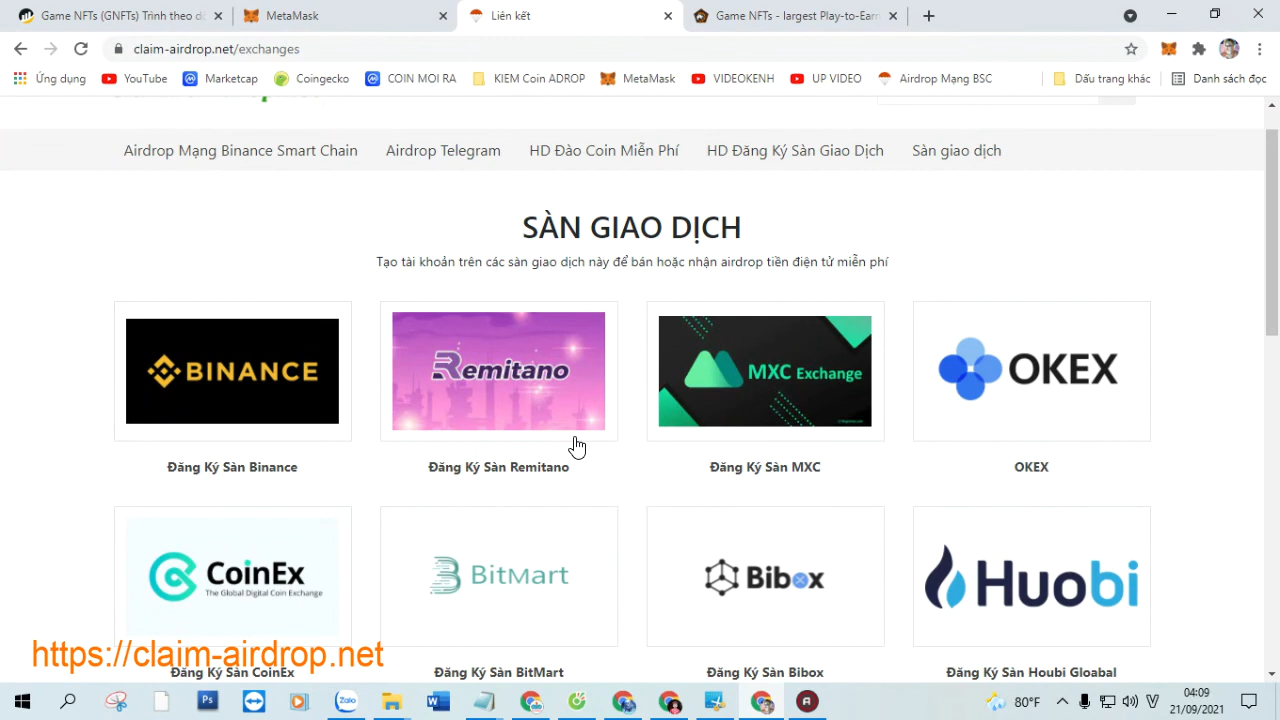 Game NFTs (GNFTs) Trình theo dõ
MetaMask
Liên kết
Game NFTs - largest Play-to-Earn
claim-airdrop.net/exchanges
Ứng dụng
YouTube
Marketcap
Coingecko
COIN MOI RA
KIEM Coin ADROP
MetaMask
VIDEOKENH
UP VIDEO
Airdrop Mạng BSC
Dấu trang khác
Danh sách đọc
Airdrop Mạng Binance Smart Chain
Airdrop Telegram
HD Đào Coin Miễn Phí
HD Đăng Ký Sàn Giao Dịch
Sàn giao dịch
SÀN GIAO DỊCH
Tạo tài khoản trên các sàn giao dịch này để bán hoặc nhận airdrop tiền điện tử miễn phí
BINANCE
Remitano
MXC Exchange
OKEX
Đăng Ký Sàn Binance
Đăng Ký Sàn Remitano
Đăng Ký Sàn MXC
OKEX
CoinEx
The Global Digital Coin Exchange
BitMart
Bibox
Huobi
https://claim-airdrop.net
Đăng Ký Sàn CoinEx
Đăng Ký Sàn BitMart
Đăng Ký Sàn Bibox
Đăng Ký Sàn Houbi Gloabal
Ps
Zalo
W
A
80°F
V
04:09
21/09/2021